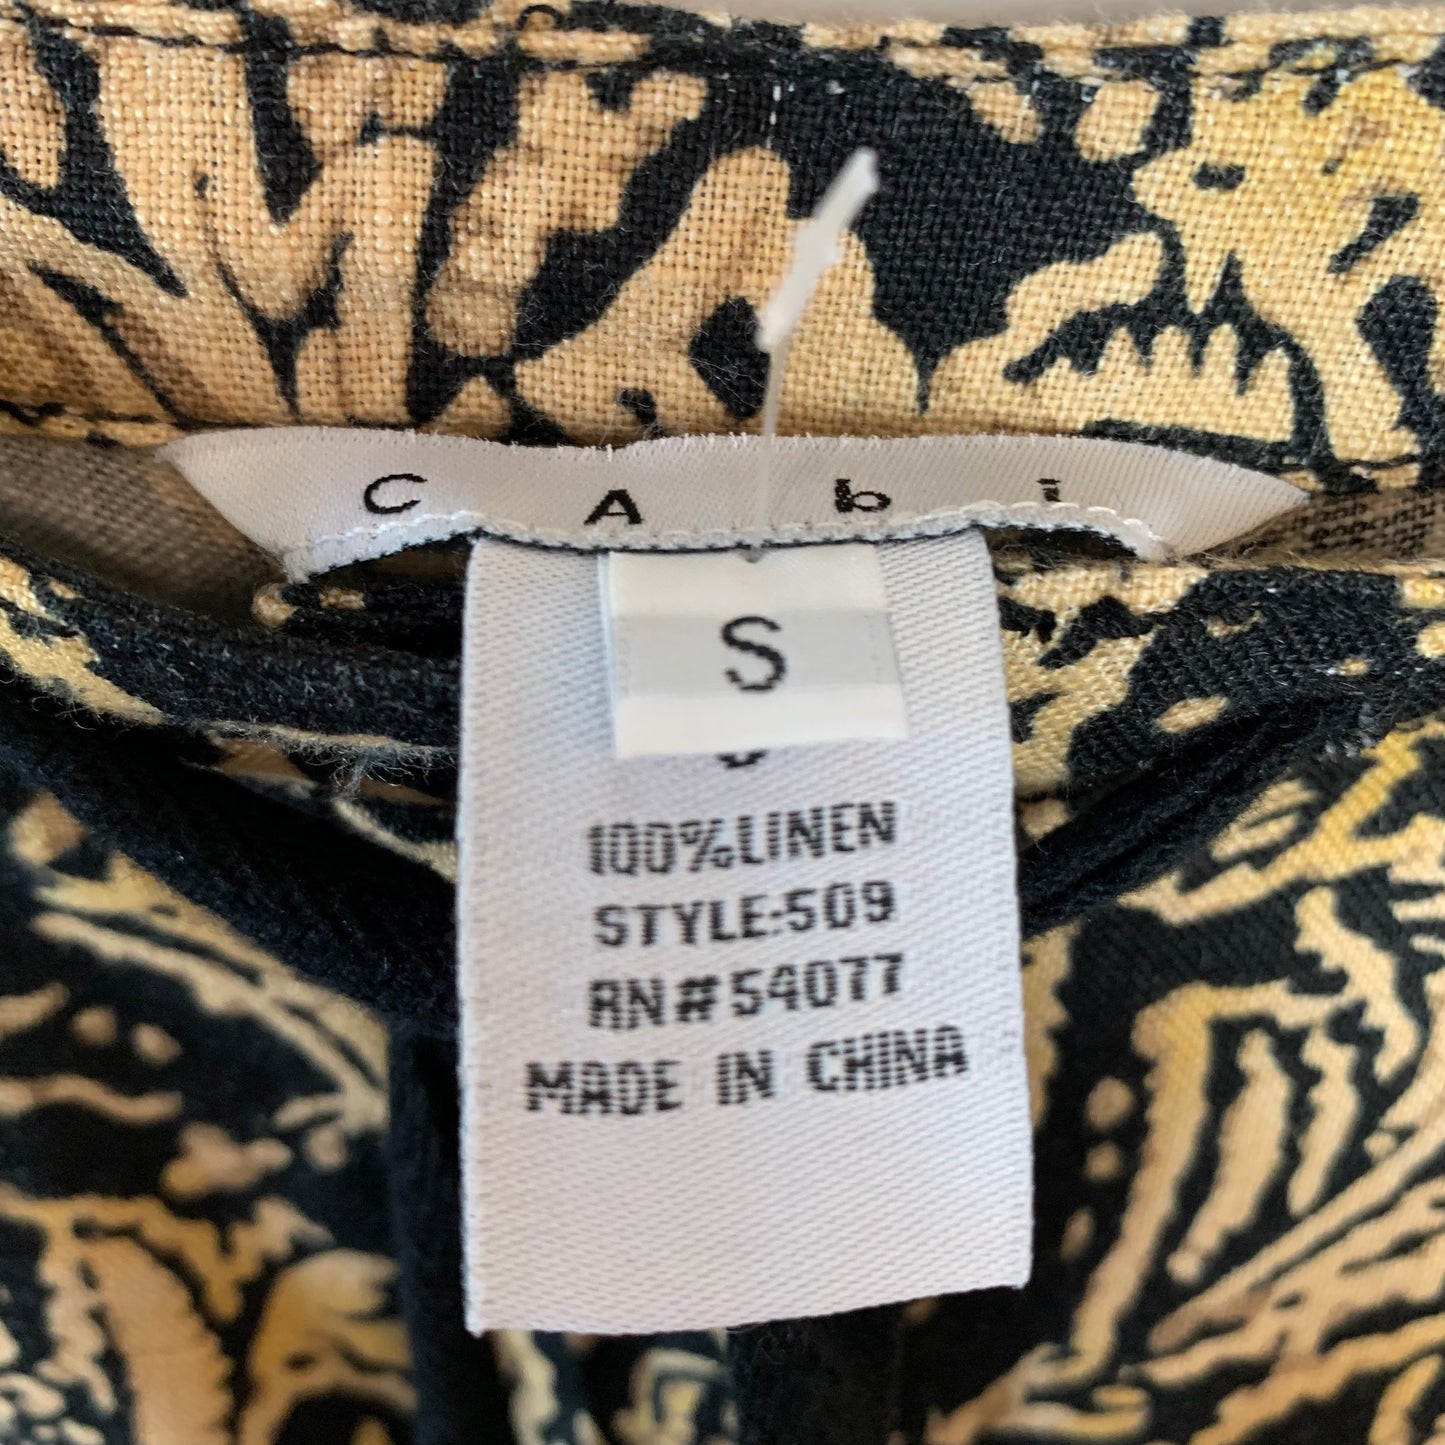 CAbi
S
100%LINEN
STYLE:509
RN#54077
MADE IN CHINA